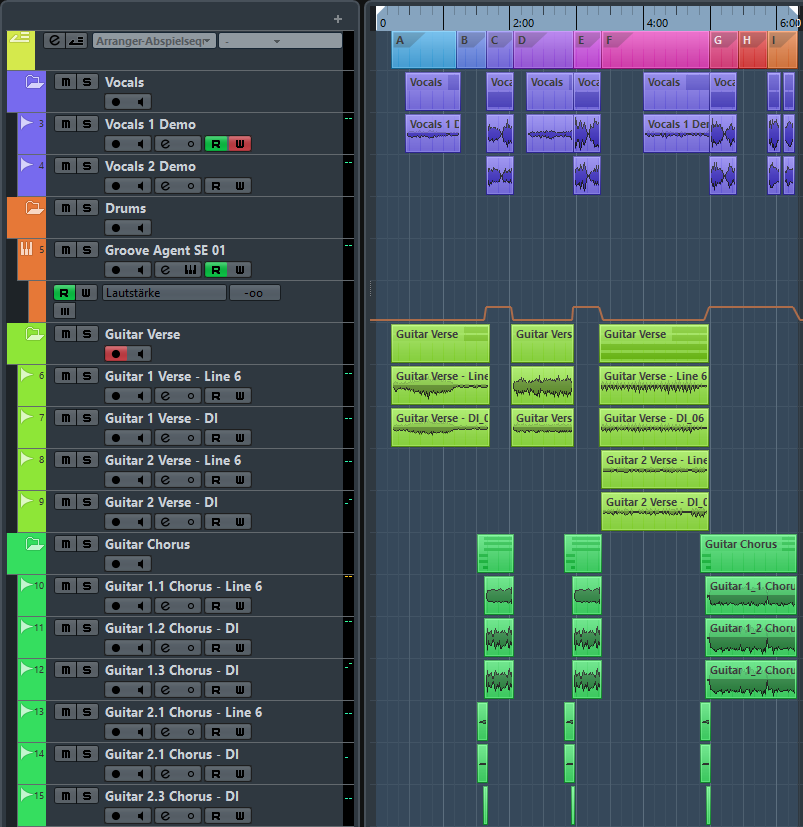 0 2:00 4:00 6:00
Arranger-Abspielseq -
A B C D E F G H I
m S Vocals
Vocals Voca Vocals Voca Vocals Voca
3 m S Vocals 1 Demo
e R W
Vocals 1 D Vocals 1 Der
4 m S Vocals 2 Demo
e R W
m S Drums
5 m S Groove Agent SE 01
e R W
R W Lautstärke -oo
m S Guitar Verse
Guitar Verse Guitar Vers Guitar Verse
6 m S Guitar 1 Verse - Line 6
e R W
Guitar Verse - Line Guitar 1 Verse - Line 6
7 m S Guitar 1 Verse - DI
e R W
Guitar Verse - DI_0 Guitar Vers Guitar Verse - DI_06
8 m S Guitar 2 Verse - Line 6
e R W
Guitar 2 Verse - Line
9 m S Guitar 2 Verse - DI
e R W
Guitar 2 Verse - DI_0
m S Guitar Chorus
Guitar Chorus
10 m S Guitar 1.1 Chorus - Line 6
e R W
Guitar 1_1 Choru
11 m S Guitar 1.2 Chorus - DI
e R W
Guitar 1_2 Choru
12 m S Guitar 1.3 Chorus - DI
e R W
Guitar 1_2 Choru
13 m S Guitar 2.1 Chorus - Line 6
e R W
14 m S Guitar 2.1 Chorus - DI
e R W
15 m S Guitar 2.3 Chorus - DI
e R W